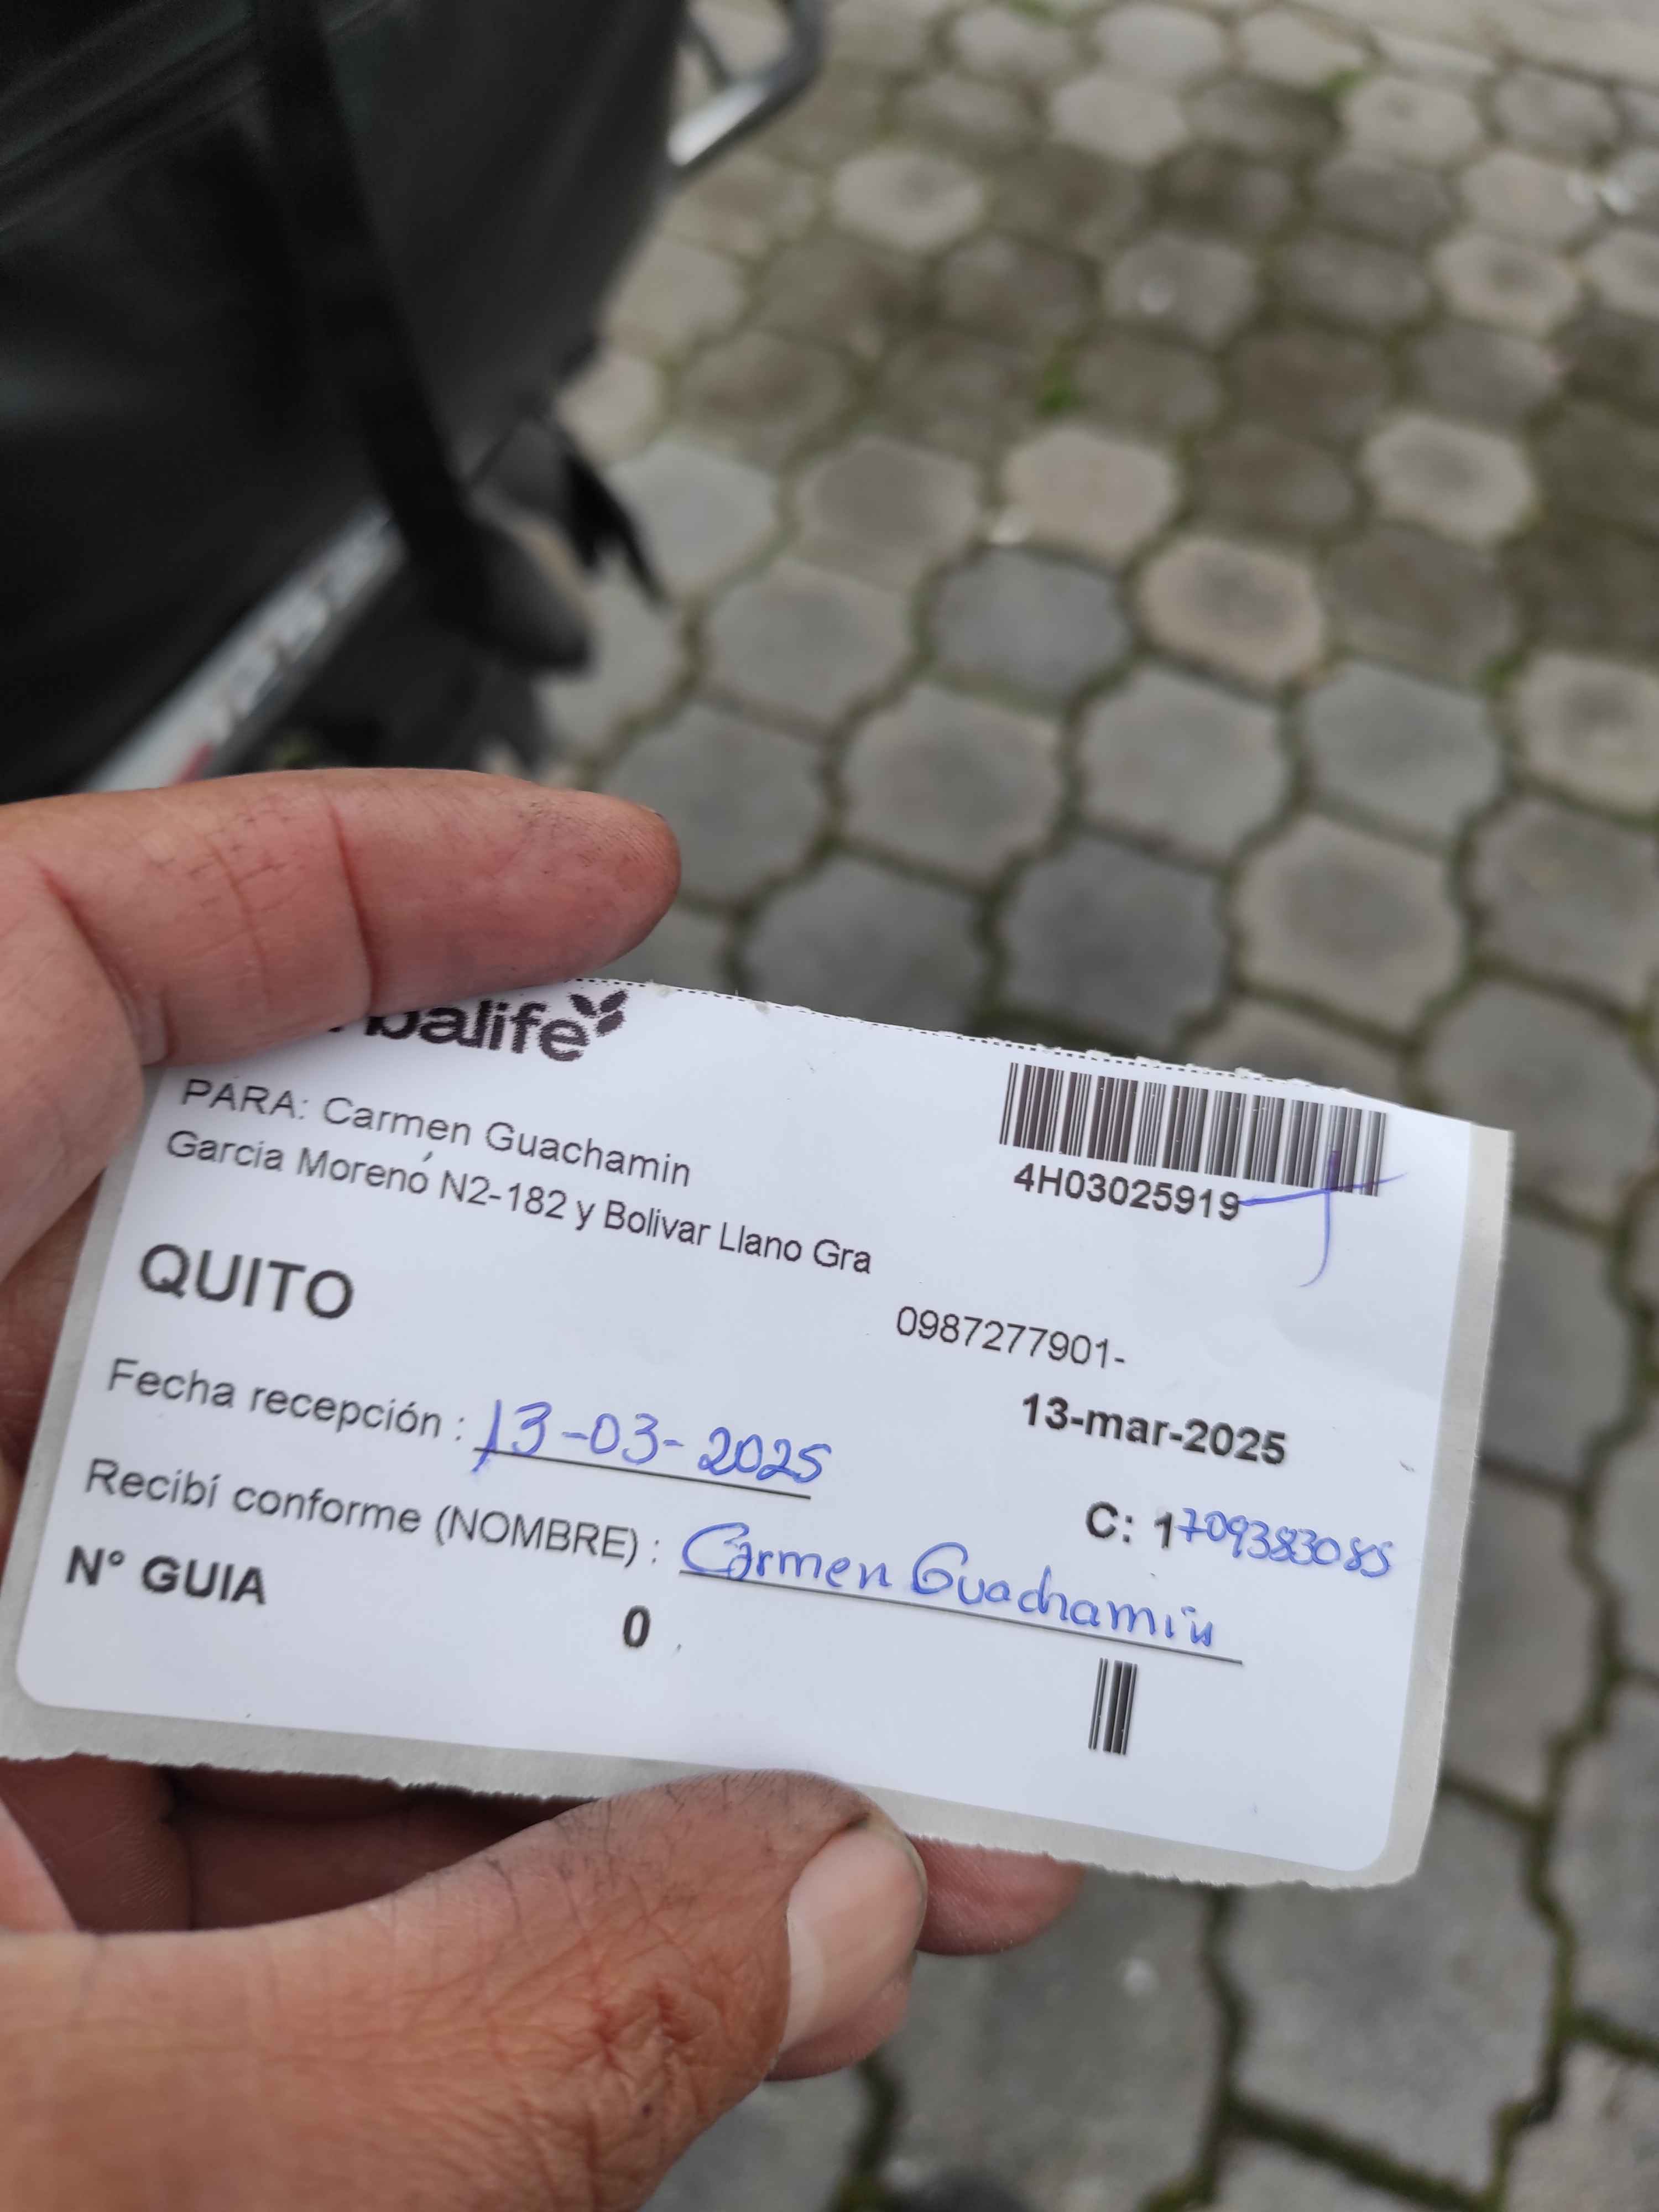 balife
4H03025919
PARA: Carmen Guachamin
García Moreno N2-182 y Bolivar Llano Gra
QUITO
0987277901-
13-mar-2025
Fecha recepción : 13-03-2025
C: 1709383085
Recibí conforme (NOMBRE) : Carmen Guachamin
N° GUIA
0